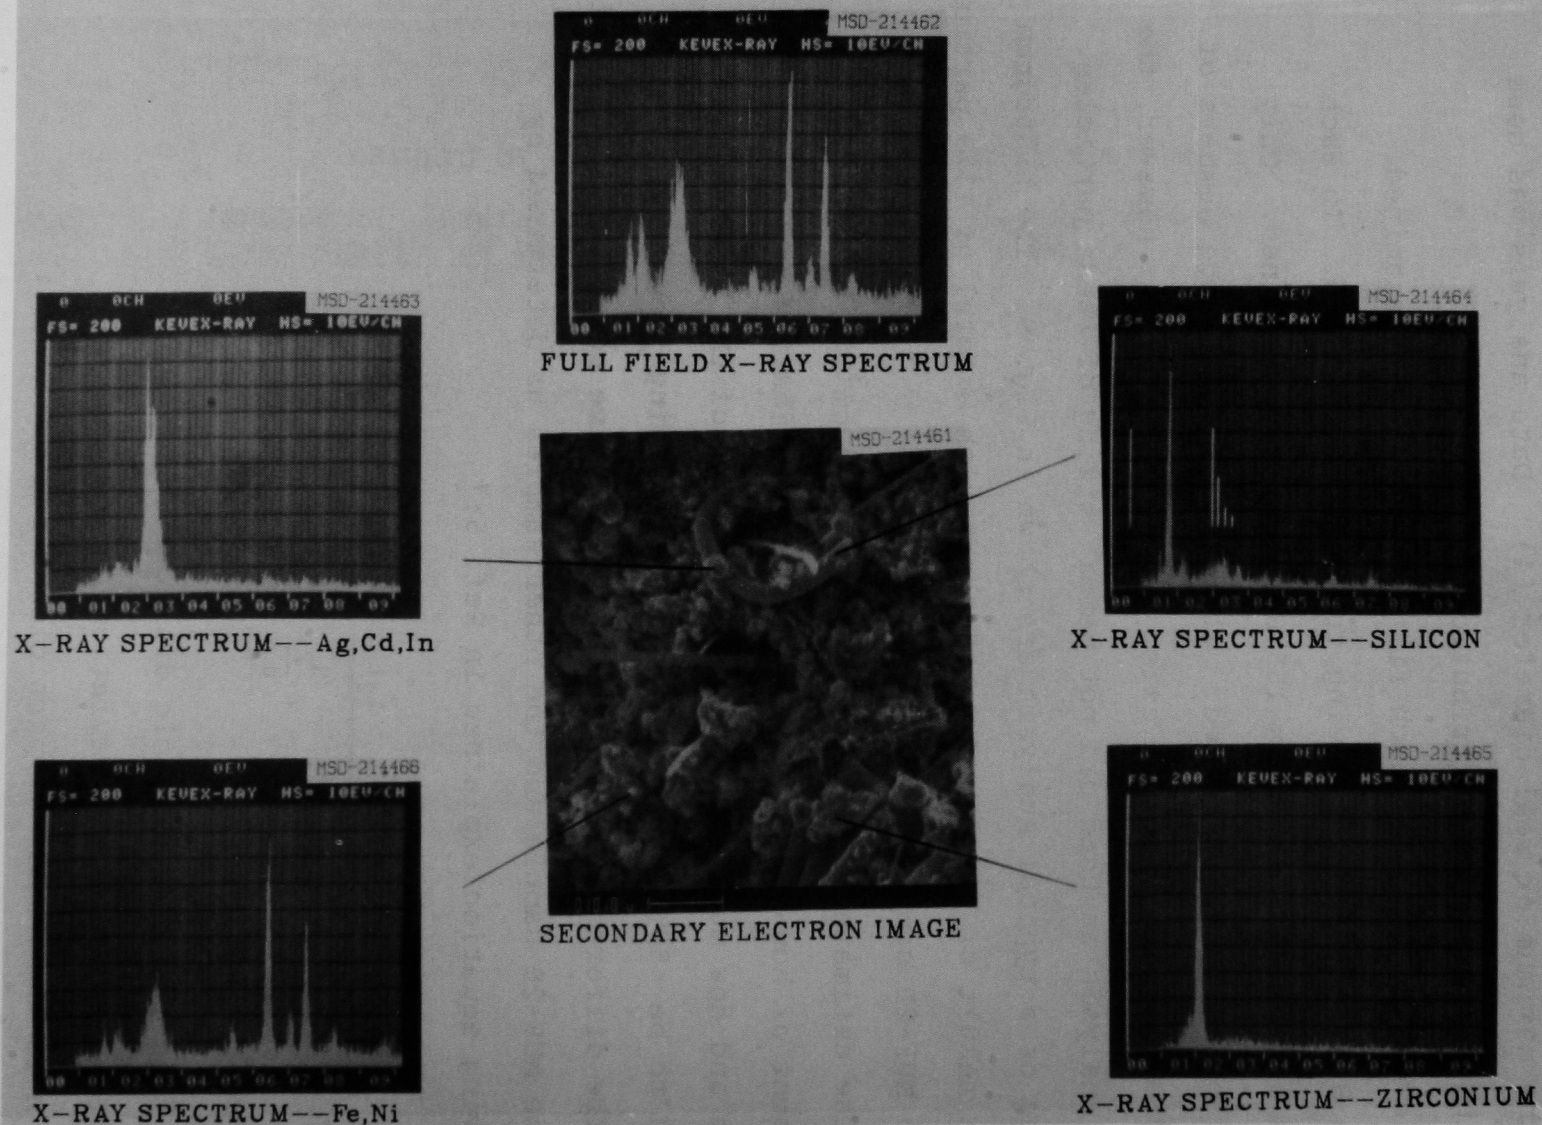 0 0CH 0EV MSD-214462
FS= 200 KEVEX-RAY HS= 10EV/CH
00 01 02 03 04 05 06 07 08 09
FULL FIELD X-RAY SPECTRUM
0 0CH 0EV MSD-214463
FS= 200 KEVEX-RAY HS= 10EV/CH
00 01 02 03 04 05 06 07 08 09
X-RAY SPECTRUM--Ag,Cd,In
0 0CH 0EV MSD-214464
FS= 200 KEVEX-RAY HS= 10EV/CH
00 01 02 03 04 05 06 07 08 09
X-RAY SPECTRUM--SILICON
MSD-214461
SECONDARY ELECTRON IMAGE
0 0CH 0EV MSD-214466
FS= 200 KEVEX-RAY HS= 10EV/CH
00 01 02 03 04 05 06 07 08 09
X-RAY SPECTRUM--Fe,Ni
0 0CH 0EV MSD-214465
FS= 200 KEVEX-RAY HS= 10EV/CH
00 01 02 03 04 05 06 07 08 09
X-RAY SPECTRUM--ZIRCONIUM